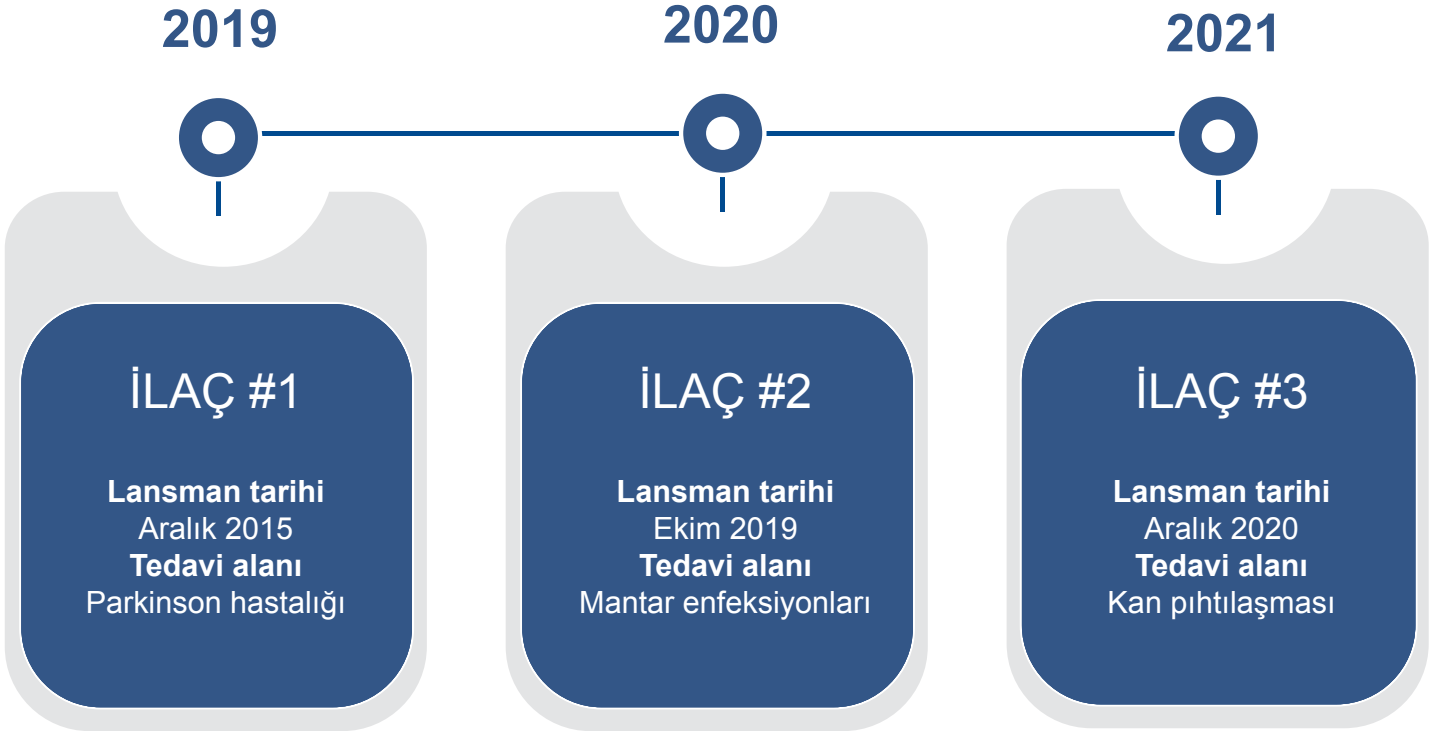 2019
2020
2021
İLAÇ #1
Lansman tarihi
Aralık 2015
Tedavi alanı
Parkinson hastalığı
İLAÇ #2
Lansman tarihi
Ekim 2019
Tedavi alanı
Mantar enfeksiyonları
İLAÇ #3
Lansman tarihi
Aralık 2020
Tedavi alanı
Kan pıhtılaşması